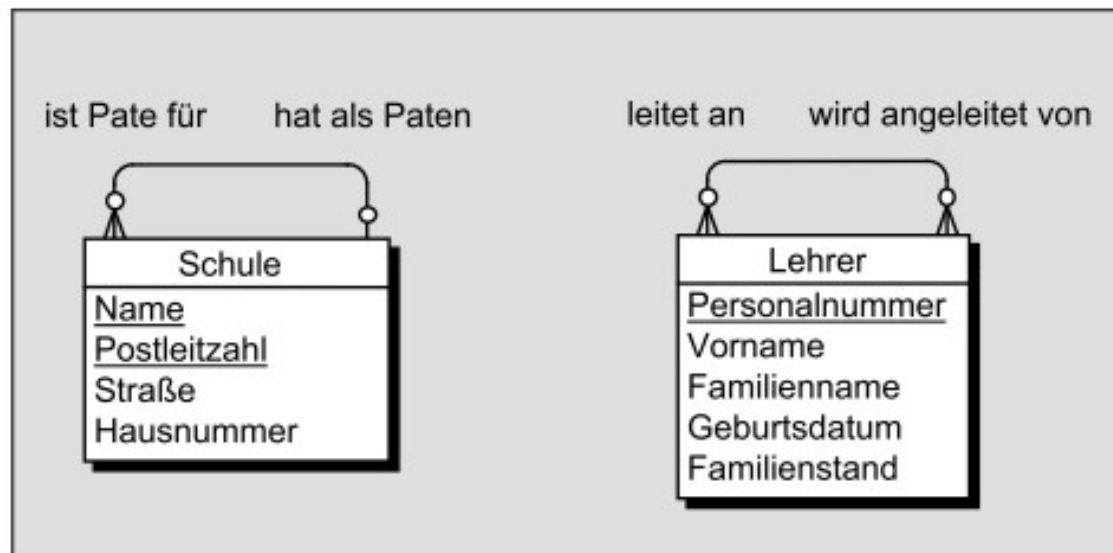 ist Pate für
hat als Paten
Schule
Name
Postleitzahl
Straße
Hausnummer
leitet an
wird angeleitet von
Lehrer
Personalnummer
Vorname
Familienname
Geburtsdatum
Familienstand